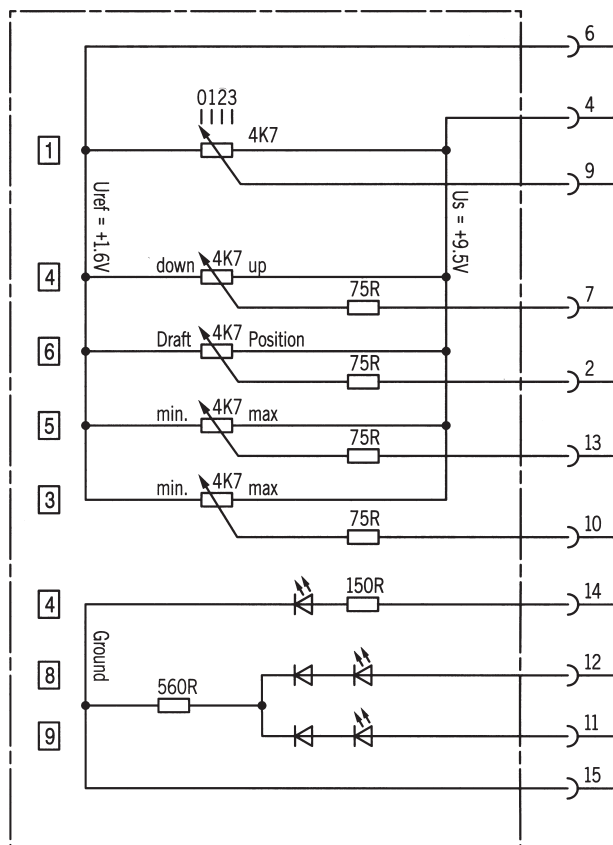 6
0123
4
1
4K7
9
Uref = +1.6V
Us = +9.5V
4
down
4K7
up
75R
7
6
Draft
4K7
Position
75R
2
5
min.
4K7
max
75R
13
3
min.
4K7
max
75R
10
4
150R
14
Ground
8
12
560R
9
11
15